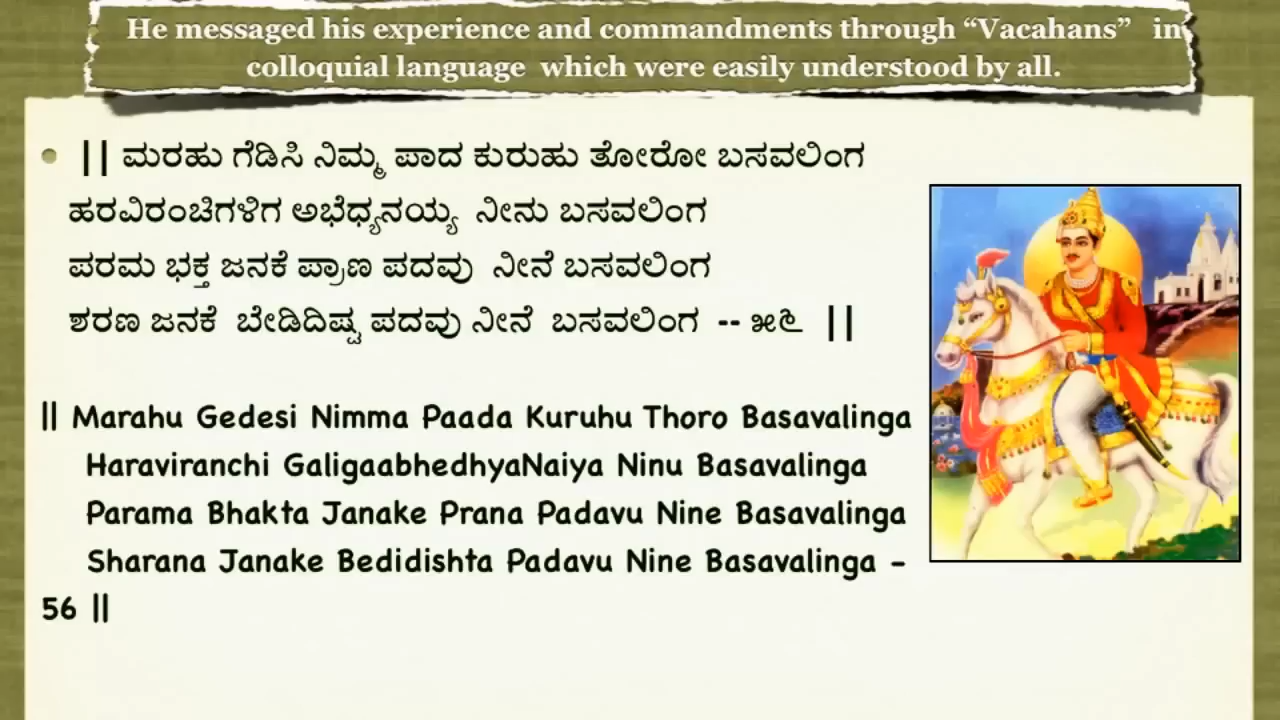 He messaged his experience and commandments through “Vacahans” in
colloquial language which were easily understood by all.
• || ಮರಹು ಗೆಡಿಸಿ ನಿಮ್ಮ ಪಾದ ಕುರುಹು ತೋರೋ ಬಸವಲಿಂಗ
ಹರವಿರಂಚಿಗಳಿಗ ಅಭೆಧ್ಯನಯ್ಯ ನೀನು ಬಸವಲಿಂಗ
ಪರಮ ಭಕ್ತ ಜನಕೆ ಪ್ರಾಣ ಪದವು ನೀನೆ ಬಸವಲಿಂಗ
ಶರಣ ಜನಕೆ ಬೇಡಿದಿಷ್ಟ ಪದವು ನೀನೆ ಬಸವಲಿಂಗ -- ೫೬ ||
|| Marahu Gedesi Nimma Paada Kuruhu Thoro Basavalinga
Haraviranchi GaligaabhedhyaNaiya Ninu Basavalinga
Parama Bhakta Janake Prana Padavu Nine Basavalinga
Sharana Janake Bedidishta Padavu Nine Basavalinga -
56 ||